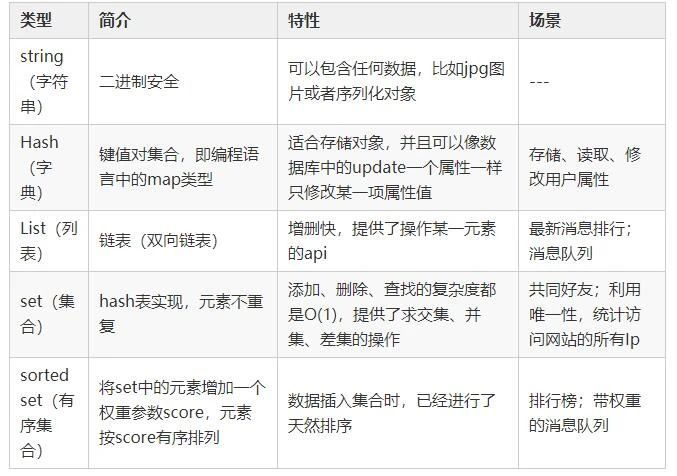 类型 简介 特性 场景
string
（字符
串）
二进制安全
可以包含任何数据，比如jpg图
片或者序列化对象
---
Hash
（字
典）
键值对集合，即编程语
言中的map类型
适合存储对象，并且可以像数
据库中的update一个属性一样
只修改某一项属性值
存储、读取、修
改用户属性
List（列
表）
链表（双向链表）
增删快，提供了操作某一元素
的api
最新消息排行；
消息队列
set（集
合）
hash表实现，元素不重
复
添加、删除、查找的复杂度都
是O(1)，提供了求交集、并
集、差集的操作
共同好友；利用
唯一性，统计访
问网站的所有Ip
sorted
set（有
序集
合）
将set中的元素增加一个
权重参数score，元素
按score有序排列
数据插入集合时，已经进行了
天然排序
排行榜；带权重
的消息队列